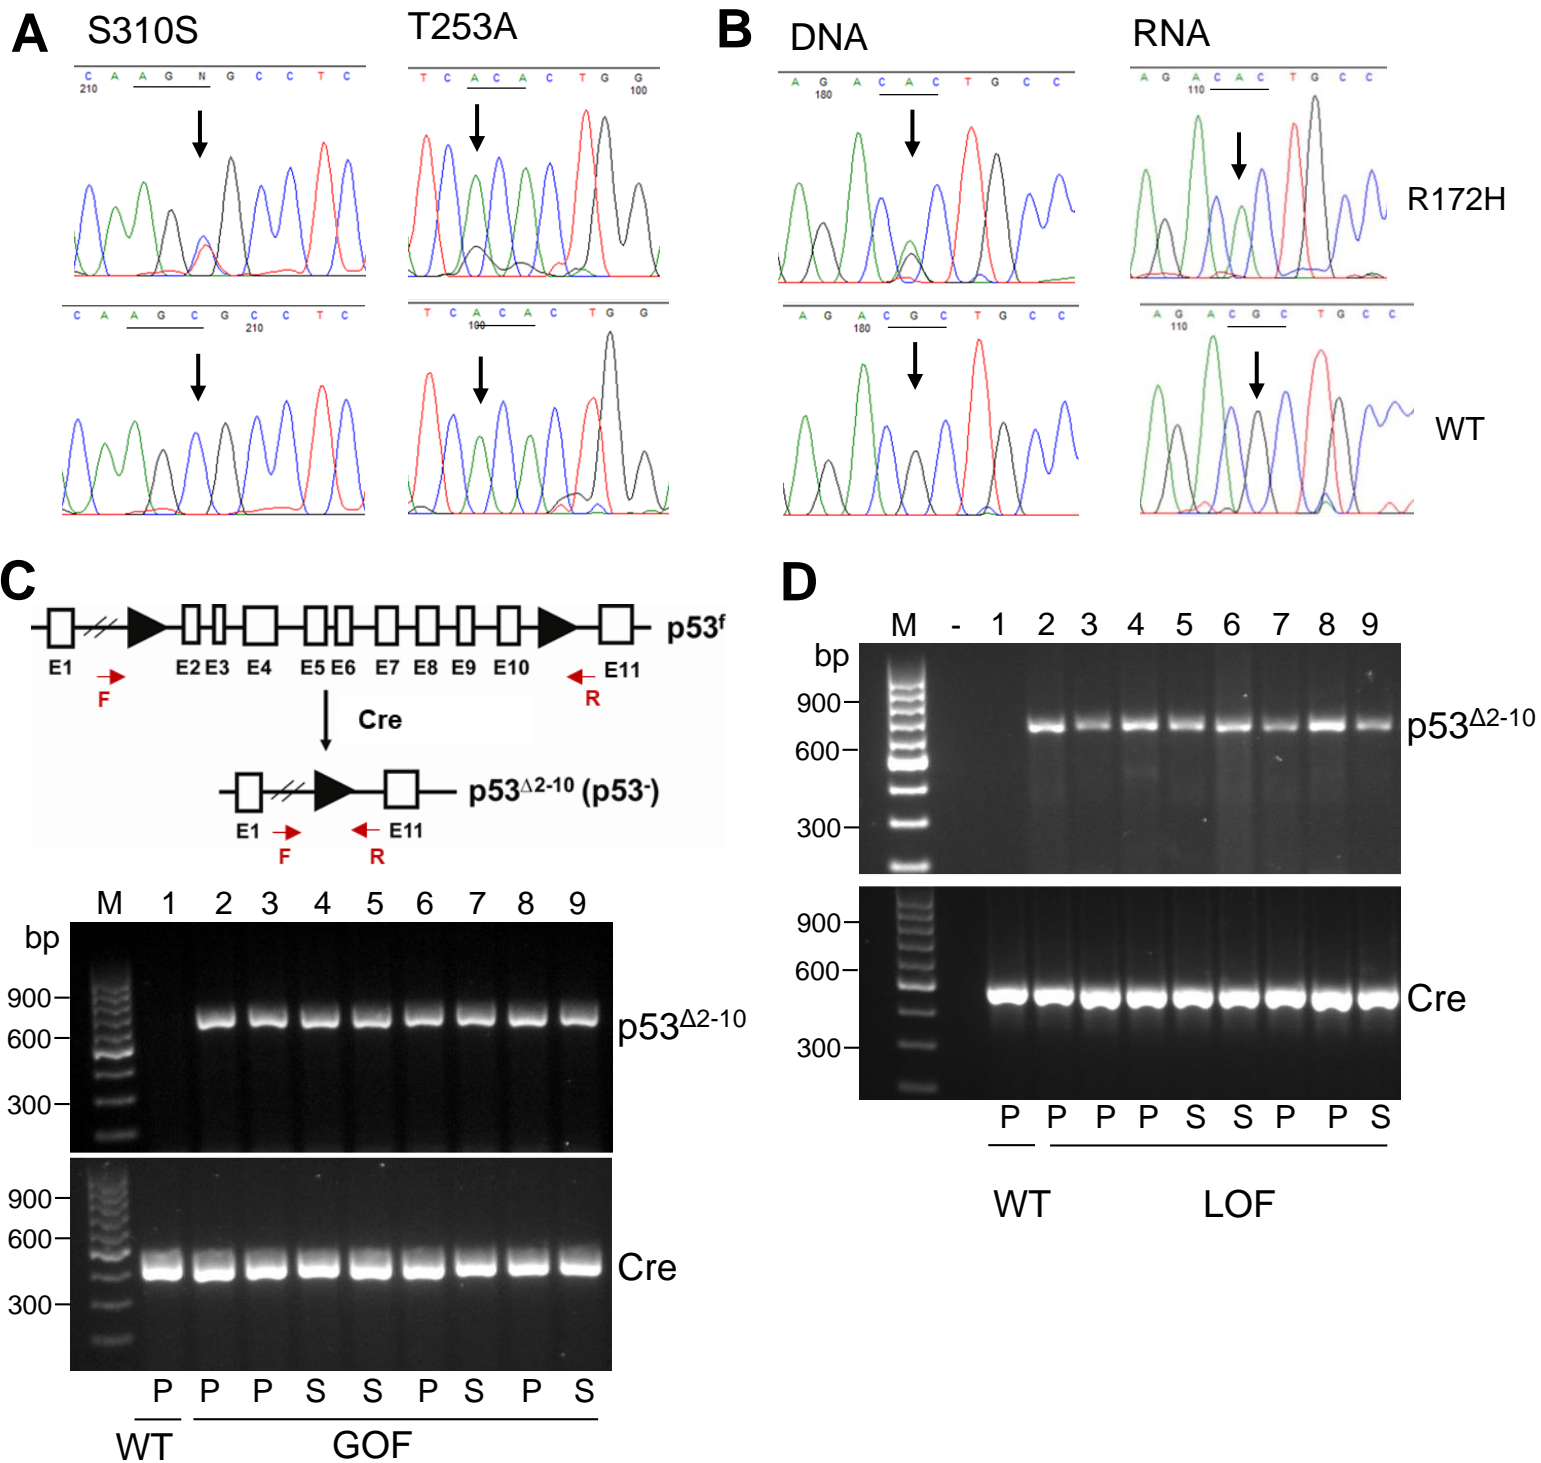 A
S310S
T253A
C A A G N G C C T C
210
T C A C A C T G G
100
C A A G C G C C T C
210
T C A C A C T G G
100
B
DNA
RNA
A G A C A C T G C C
180
A G A C A C T G C C
110
R172H
A G A C G C T G C C
180
A G A C G C T G C C
110
WT
C
p53f
E1 E2 E3 E4 E5 E6 E7 E8 E9 E10 E11
F R
Cre
p53Δ2-10 (p53-)
E1 E11
F R
M 1 2 3 4 5 6 7 8 9
bp
900
600
300
p53Δ2-10
900
600
300
Cre
P P P S S P S P S
WT GOF
D
M - 1 2 3 4 5 6 7 8 9
bp
900
600
300
p53Δ2-10
900
600
300
Cre
P P P P S S P P S
WT LOF